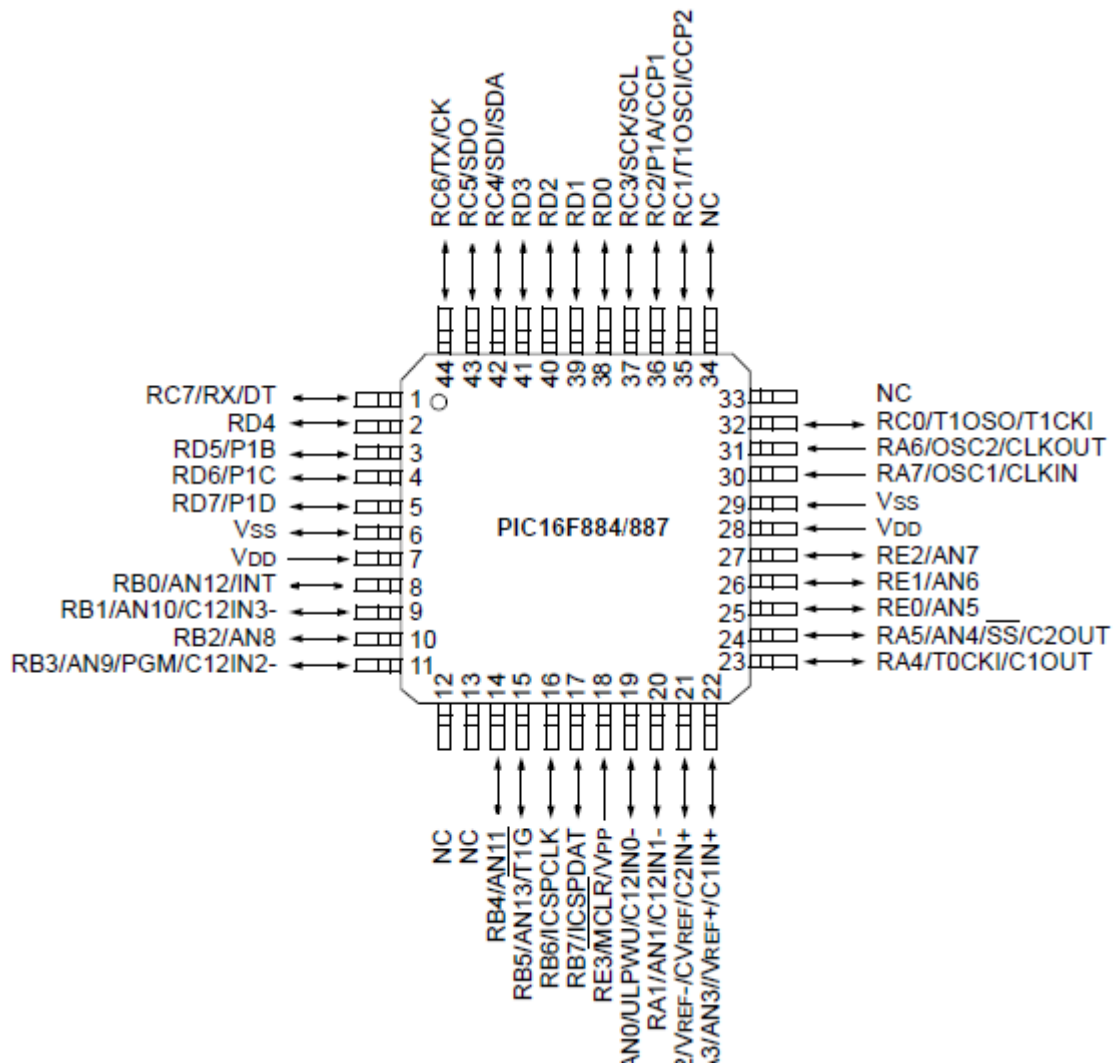 RC6/TX/CK
RC5/SDO
RC4/SDI/SDA
RD3
RD2
RD1
RD0
RC3/SCK/SCL
RC2/P1A/CCP1
RC1/T1OSCI/CCP2
NC
44
43
42
41
40
39
38
37
36
35
34
RC7/RX/DT 1
RD4 2
RD5/P1B 3
RD6/P1C 4
RD7/P1D 5
VSS 6
VDD 7
RB0/AN12/INT 8
RB1/AN10/C12IN3- 9
RB2/AN8 10
RB3/AN9/PGM/C12IN2- 11
PIC16F884/887
33 NC
32 RC0/T1OSO/T1CKI
31 RA6/OSC2/CLKOUT
30 RA7/OSC1/CLKIN
29 VSS
28 VDD
27 RE2/AN7
26 RE1/AN6
25 RE0/AN5
24 RA5/AN4/SS/C2OUT
23 RA4/T0CKI/C1OUT
12
13
14
15
16
17
18
19
20
21
22
NC
NC
RB4/AN11
RB5/AN13/T1G
RB6/ICSPCLK
RB7/ICSPDAT
RE3/MCLR/VPP
AN0/ULPWU/C12IN0-
RA1/AN1/C12IN1-
2/VREF-/CVREF/C2IN+
A3/AN3//VREF+/C1IN+